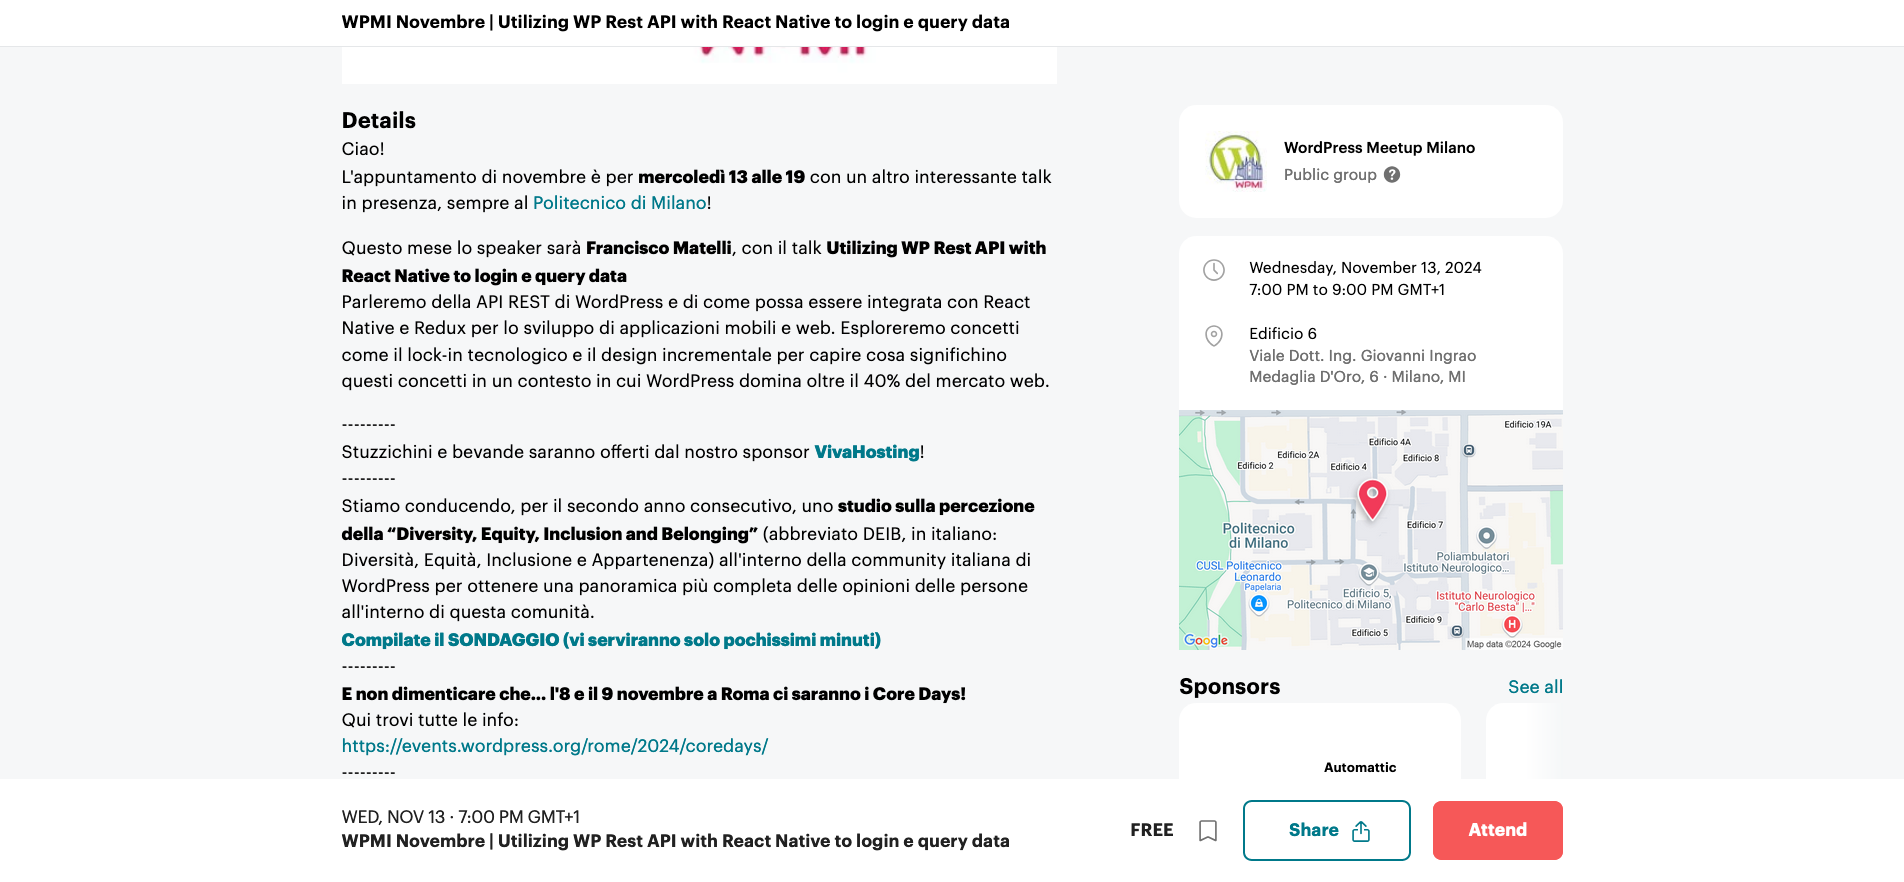 WPMI Novembre | Utilizing WP Rest API with React Native to login e query data
Details
Ciao!
L'appuntamento di novembre è per mercoledì 13 alle 19 con un altro interessante talk
in presenza, sempre al Politecnico di Milano!
Questo mese lo speaker sarà Francisco Matelli, con il talk Utilizing WP Rest API with
React Native to login e query data
Parleremo della API REST di WordPress e di come possa essere integrata con React
Native e Redux per lo sviluppo di applicazioni mobili e web. Esploreremo concetti
come il lock-in tecnologico e il design incrementale per capire cosa significhino
questi concetti in un contesto in cui WordPress domina oltre il 40% del mercato web.
---------
Stuzzichini e bevande saranno offerti dal nostro sponsor VivaHosting!
---------
Stiamo conducendo, per il secondo anno consecutivo, uno studio sulla percezione
della “Diversity, Equity, Inclusion and Belonging” (abbreviato DEIB, in italiano:
Diversità, Equità, Inclusione e Appartenenza) all'interno della community italiana di
WordPress per ottenere una panoramica più completa delle opinioni delle persone
all'interno di questa comunità.
Compilate il SONDAGGIO (vi serviranno solo pochissimi minuti)
---------
E non dimenticare che... l'8 e il 9 novembre a Roma ci saranno i Core Days!
Qui trovi tutte le info:
https://events.wordpress.org/rome/2024/coredays/
---------
WPMI
WordPress Meetup Milano
Public group ?
Wednesday, November 13, 2024
7:00 PM to 9:00 PM GMT+1
Edificio 6
Viale Dott. Ing. Giovanni Ingrao
Medaglia D'Oro, 6 · Milano, MI
Edificio 19A
Edificio 4A
Edificio 2A
Edificio 8
Edificio 2
Edificio 4
Edificio 7
Politecnico
di Milano
Poliambulatori
Istituto Neurologico...
CUSL Politecnico
Leonardo
Papelaria
Edificio 5,
Politecnico di Milano
Istituto Neurologico
"Carlo Besta" |..."
Edificio 9
H
Edificio 5
Google
Map data ©2024 Google
Sponsors
See all
Automattic
WED, NOV 13 · 7:00 PM GMT+1
WPMI Novembre | Utilizing WP Rest API with React Native to login e query data
FREE
Share
Attend